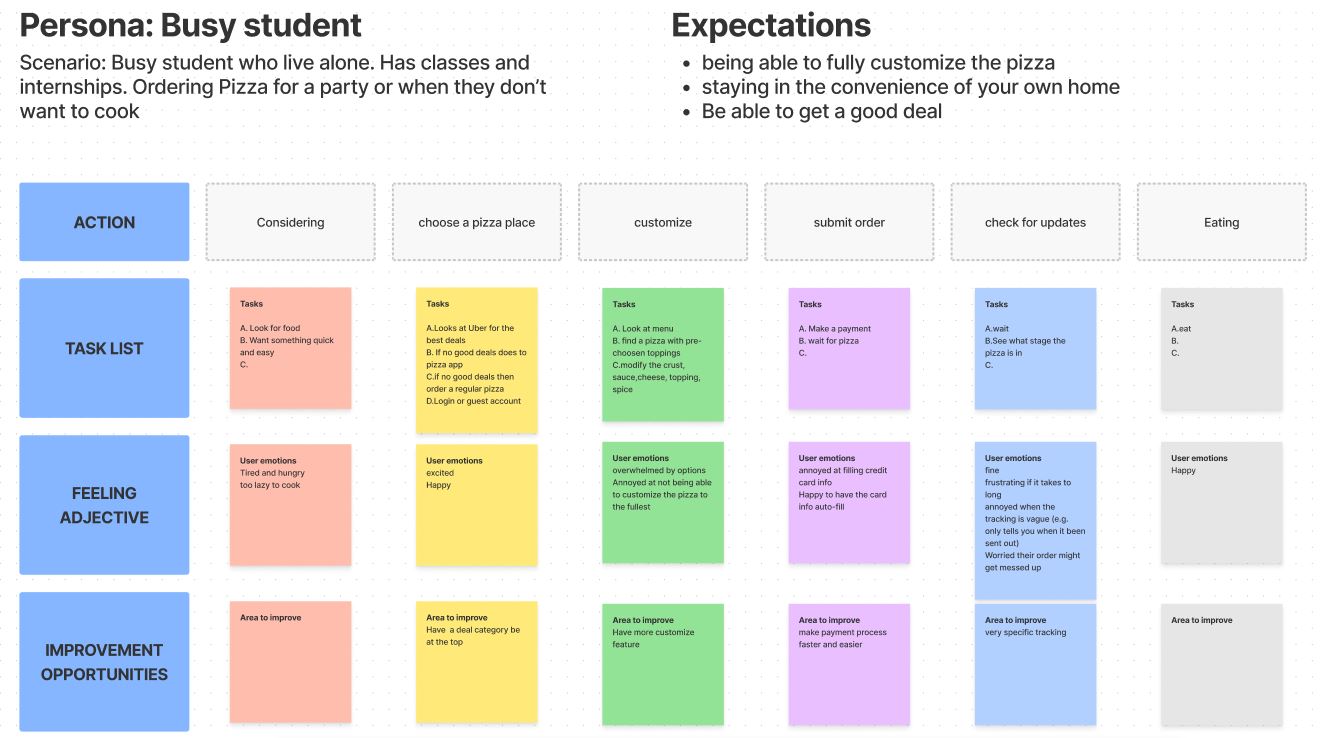 Persona: Busy student
Scenario: Busy student who live alone. Has classes and
internships. Ordering Pizza for a party or when they don't
want to cook
Expectations
• being able to fully customize the pizza
• staying in the convenience of your own home
• Be able to get a good deal
ACTION
Considering
choose a pizza place
customize
submit order
check for updates
Eating
TASK LIST
Tasks
A. Look for food
B. Want something quick
and easy
C.
Tasks
A.Looks at Uber for the
best deals
B. If no good deals does to
pizza app
C.if no good deals then
order a regular pizza
D.Login or guest account
Tasks
A. Look at menu
B. find a pizza with pre-
choosen toppings
C.modify the crust,
sauce,cheese, topping,
spice
Tasks
A. Make a payment
B. wait for pizza
C.
Tasks
A.wait
B.See what stage the
pizza is in
C.
Tasks
A.eat
B.
C.
FEELING
ADJECTIVE
User emotions
Tired and hungry
too lazy to cook
User emotions
excited
Happy
User emotions
overwhelmed by options
Annoyed at not being able
to customize the pizza to
the fullest
User emotions
annoyed at filling credit
card info
Happy to have the card
info auto-fill
User emotions
fine
frustrating if it takes to
long
annoyed when the
tracking is vague (e.g.
only tells you when it been
sent out)
Worried their order might
get messed up
User emotions
Happy
IMPROVEMENT
OPPORTUNITIES
Area to improve
Area to improve
Have  a deal category be
at the top
Area to improve
Have more customize
feature
Area to improve
make payment process
faster and easier
Area to improve
very specific tracking
Area to improve